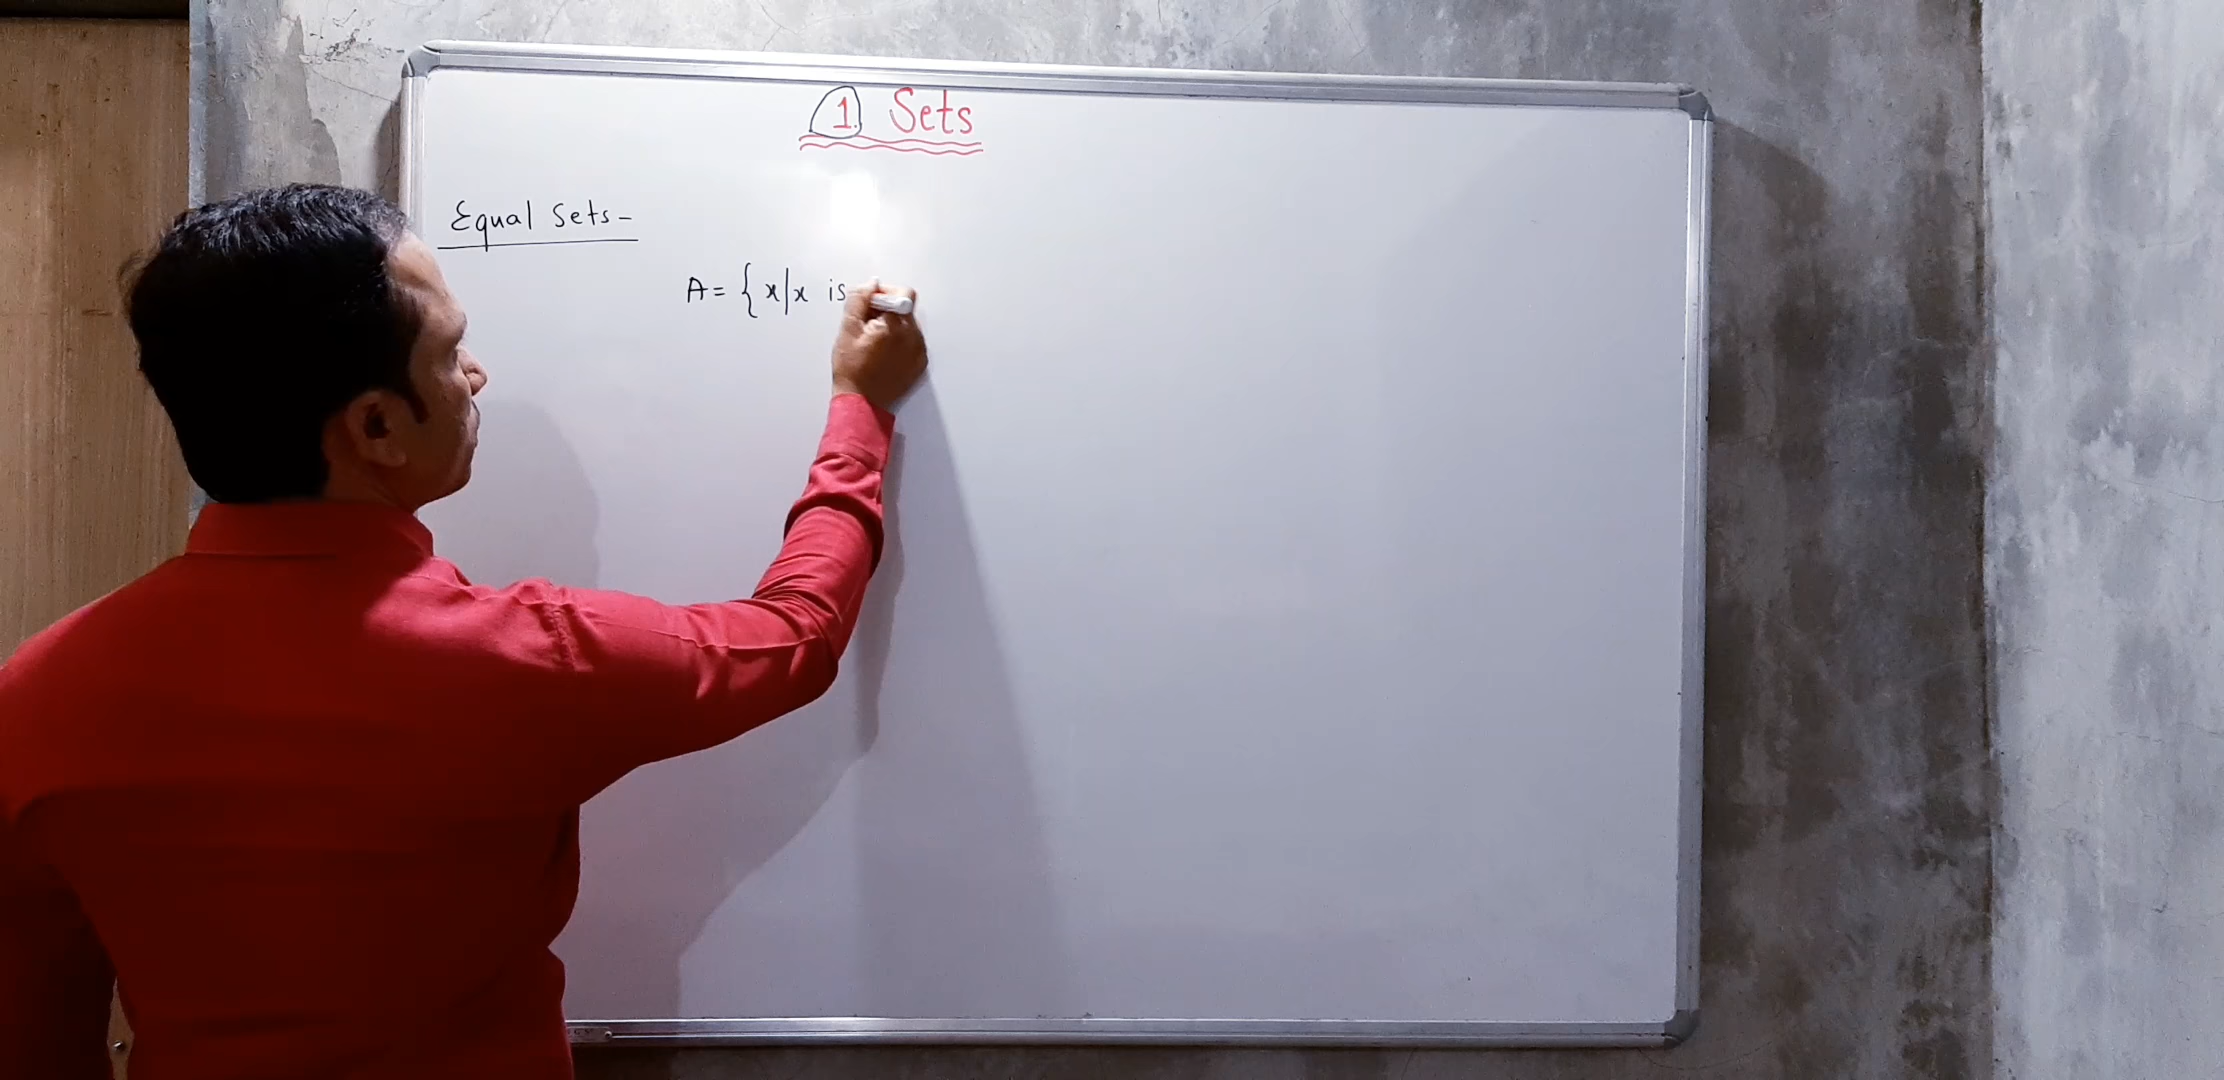 1. Sets
Equal Sets -
A = { x/x is